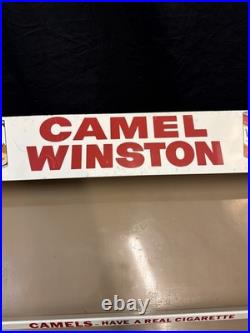 CAMEL
WINSTON
CAMELS - HAVE A REAL CIGARETTE